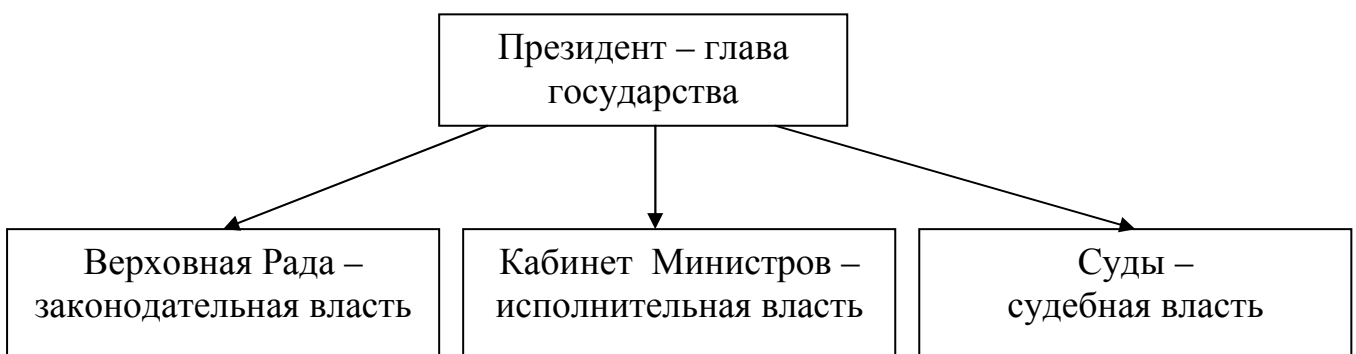 Президент – глава
государства
Верховная Рада –
законодательная власть
Кабинет Министров –
исполнительная власть
Суды –
судебная власть